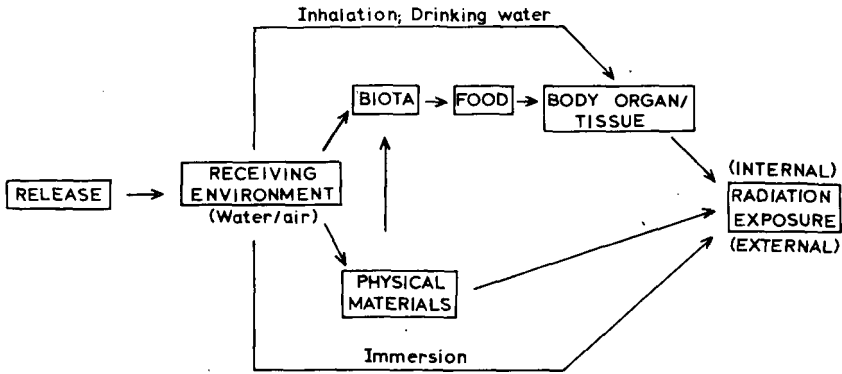 Inhalation; Drinking water
BIOTA
FOOD
BODY ORGAN/
TISSUE
RELEASE
RECEIVING
ENVIRONMENT
(Water/air)
(INTERNAL)
RADIATION
EXPOSURE
(EXTERNAL)
PHYSICAL
MATERIALS
Immersion